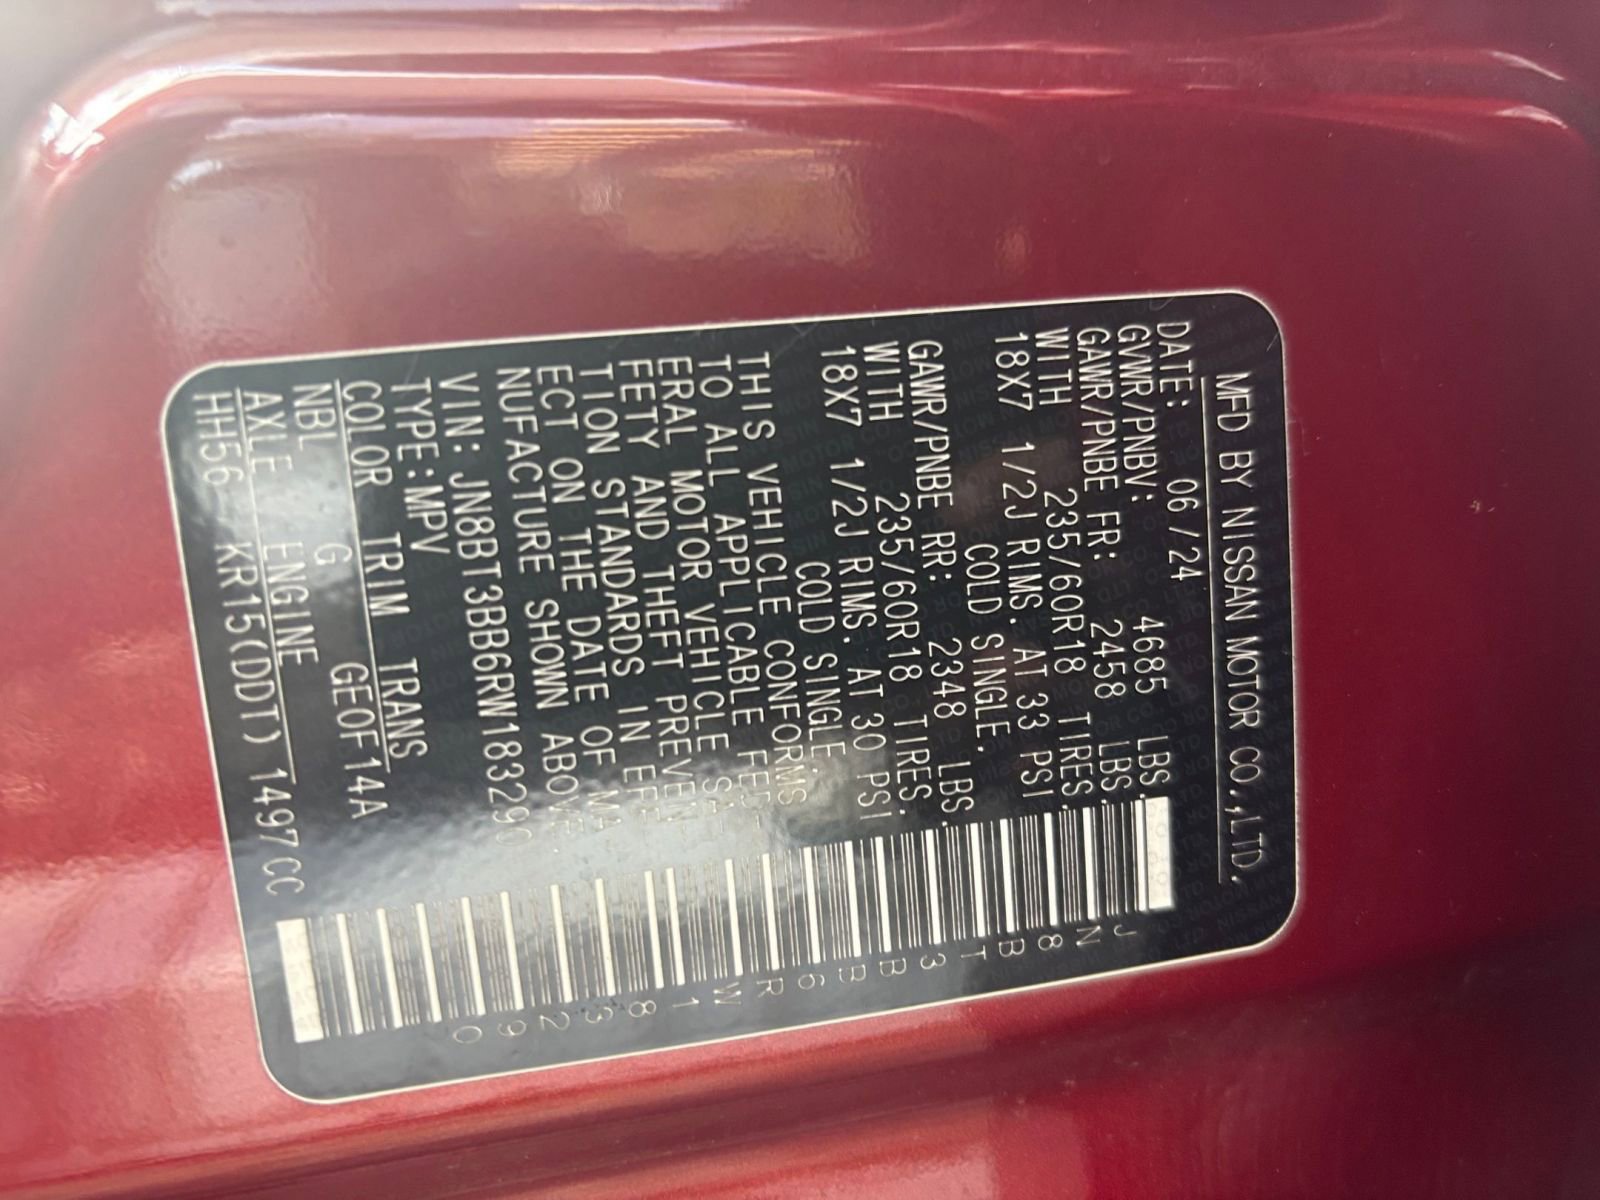 MFD BY NISSAN MOTOR CO.,LTD.
DATE: 06/24
GVWR/PNBV: 4685 LBS.
GAWR/PNBE FR: 2458 LBS.
WITH 235/60R18 TIRES.
18X7 1/2J RIMS. AT 33 PSI
COLD SINGLE.
GAWR/PNBE RR: 2348 LBS.
WITH 235/60R18 TIRES.
18X7 1/2J RIMS. AT 30 PSI
COLD SINGLE.
THIS VEHICLE CONFORMS
TO ALL APPLICABLE FED-
ERAL MOTOR VEHICLE SA-
FETY AND THEFT PREVEN-
TION STANDARDS IN EFF-
ECT ON THE DATE OF MA-
NUFACTURE SHOWN ABOVE
VIN: JN8BT3BB6RW183290
TYPE:MPV
COLOR TRIM TRANS
NBL G GE0F14A
AXLE ENGINE
HH56 KR15(DDT) 1497CC
JN8BT3BB6RW183290